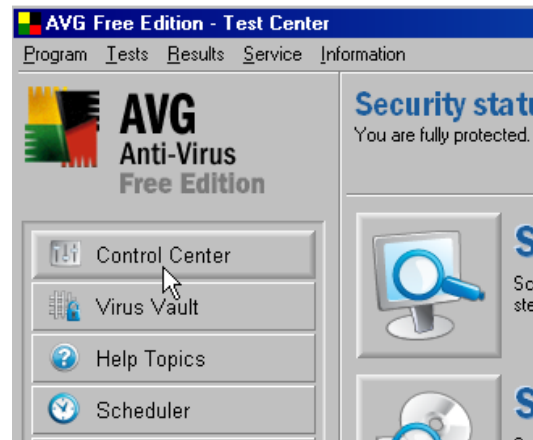 AVG Free Edition - Test Center
Program Tests Results Service Information
AVG
Anti-Virus
Free Edition
Security
You are fully protected.
Control Center
Virus Vault
Help Topics
Scheduler